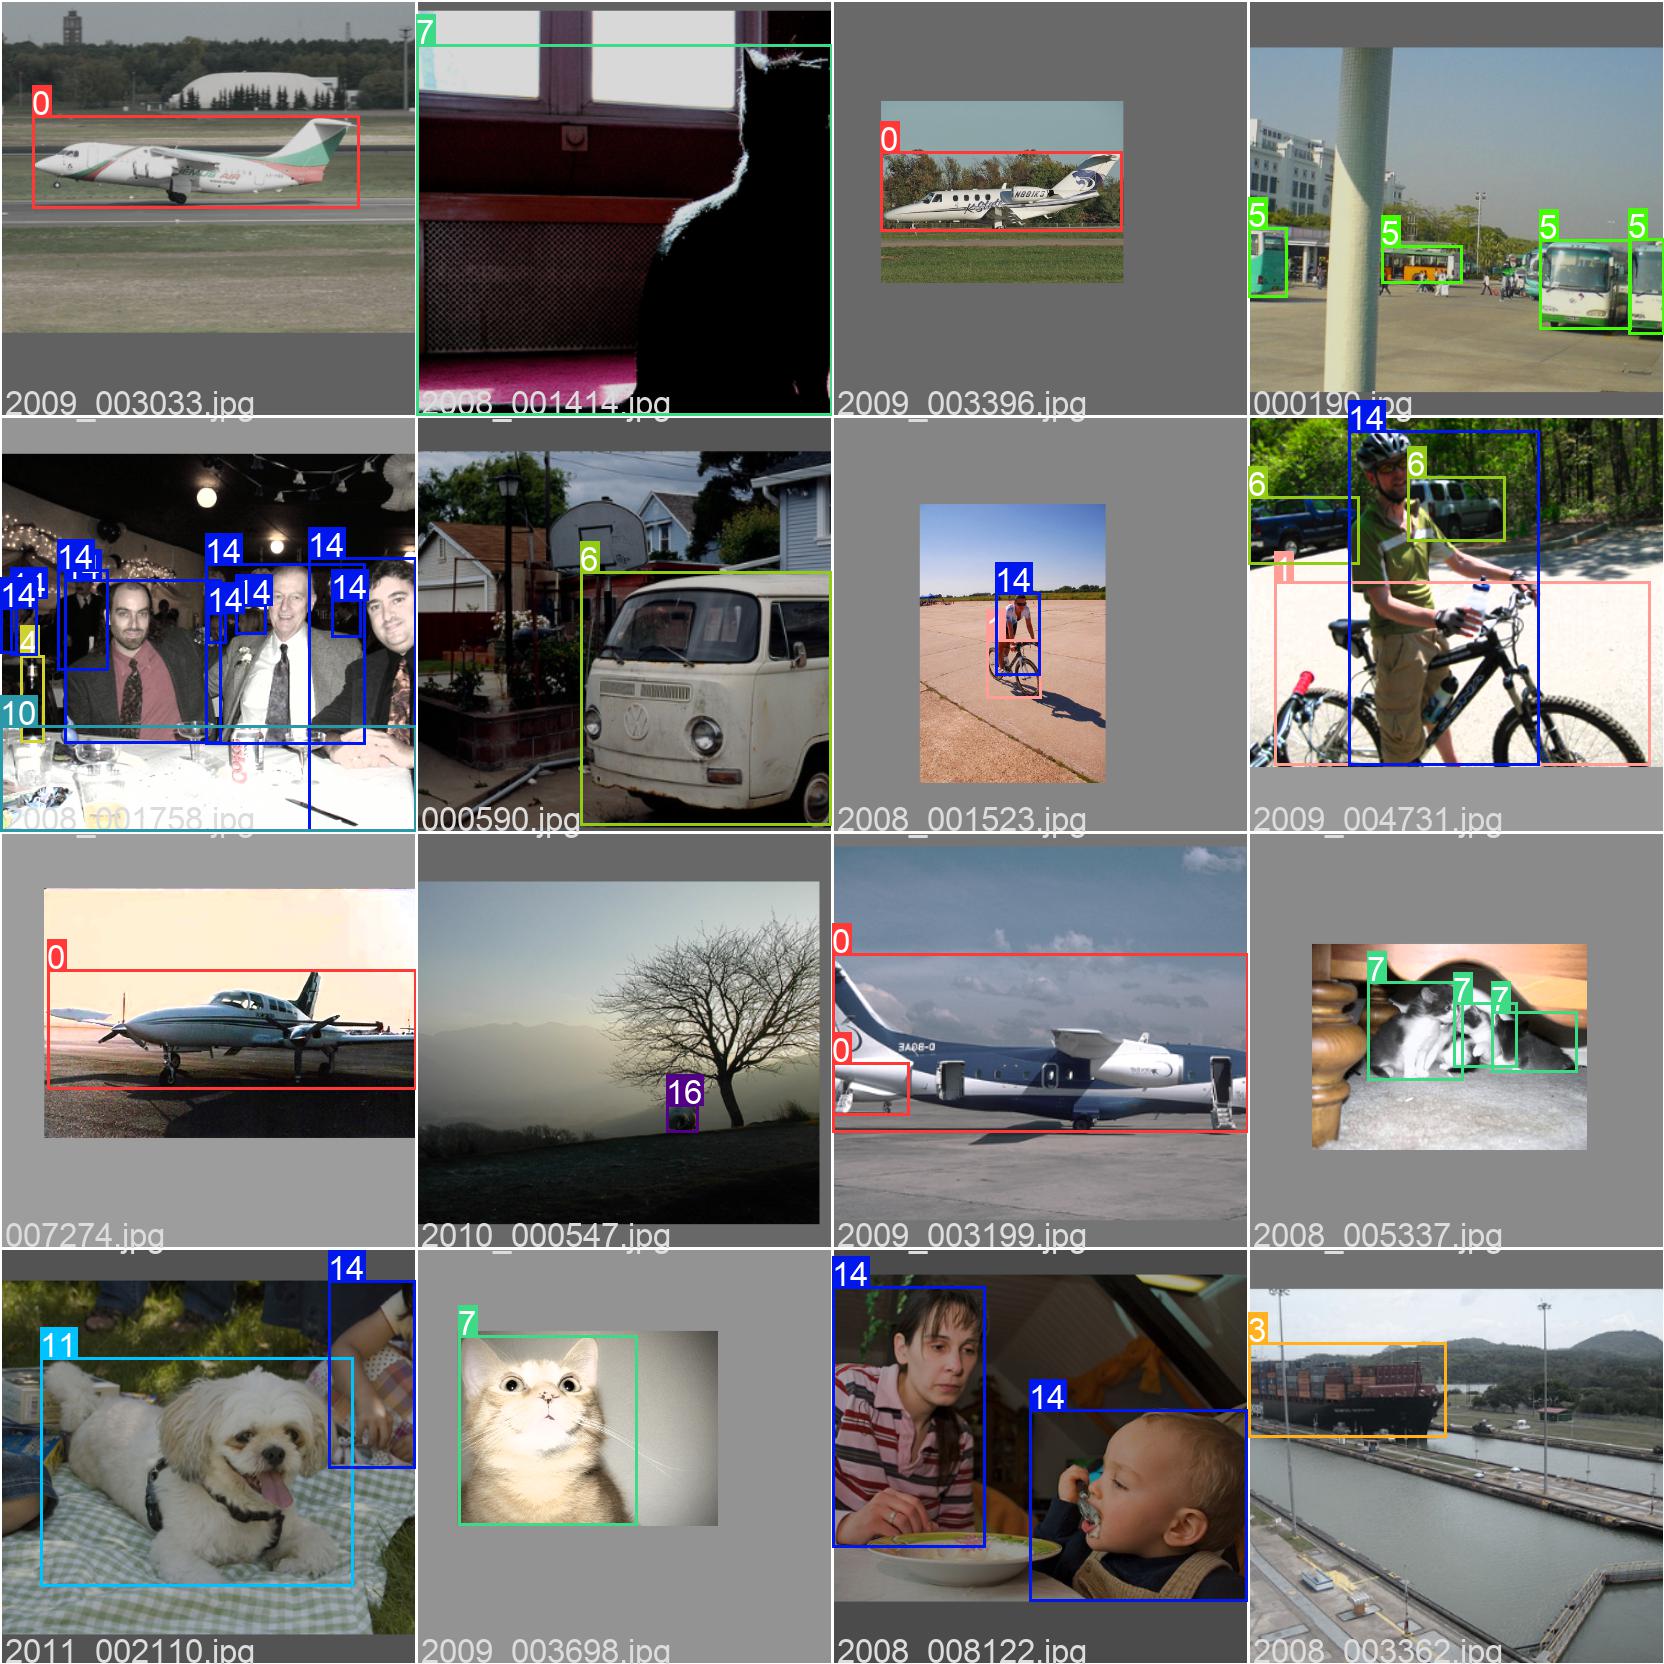 0
7
0
5
5
5
5
2009_003033.jpg
2008_001414.jpg
2009_003396.jpg
000190.jpg
N881KS
14
14
14
14
14
14
14
4
10
6
14
14
6
6
1
2008_001758.jpg
000590.jpg
2008_001523.jpg
2009_004731.jpg
0
16
0
0
D-BGAE
7
7
7
007274.jpg
2010_000547.jpg
2009_003199.jpg
2008_005337.jpg
11
14
7
14
14
3
2011_002110.jpg
2009_003698.jpg
2008_008122.jpg
2008_003362.jpg